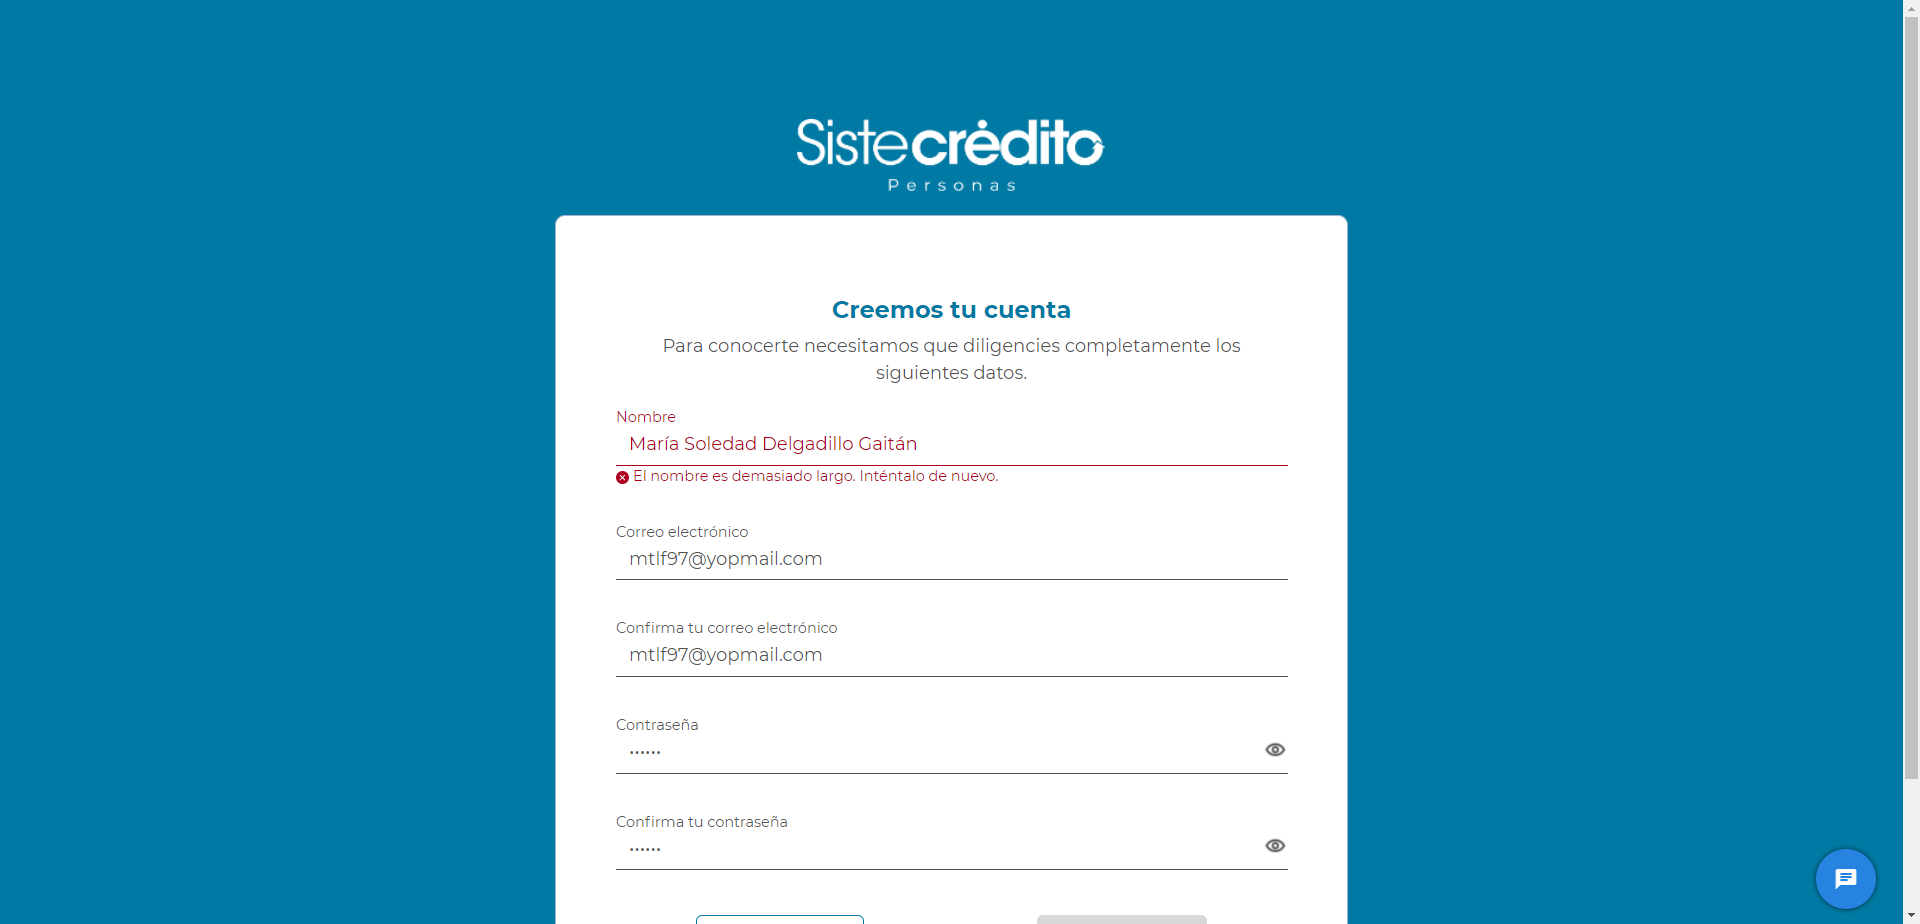 Sistecrédito
Personas
Creemos tu cuenta
Para conocerte necesitamos que diligencies completamente los
siguientes datos.
Nombre
María Soledad Delgadillo Gaitán
El nombre es demasiado largo. Inténtalo de nuevo.
Correo electrónico
mtlf97@yopmail.com
Confirma tu correo electrónico
mtlf97@yopmail.com
Contraseña
••••••
Confirma tu contraseña
••••••